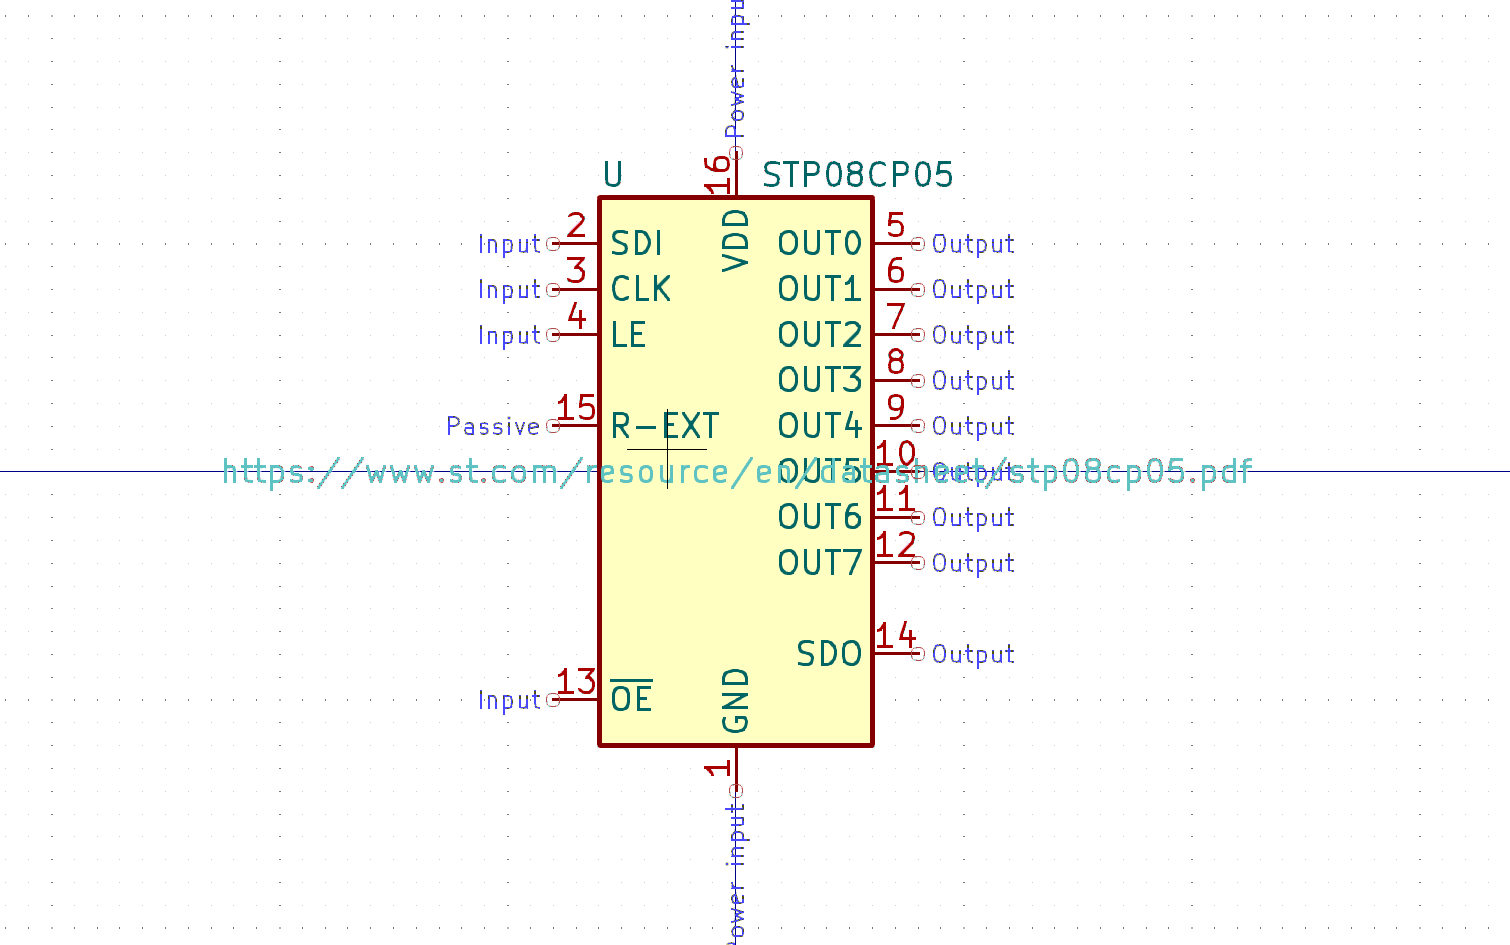 Power input
16
U STP08CP05
VDD
Input 2 SDI OUT0 5 Output
Input 3 CLK OUT1 6 Output
Input 4 LE OUT2 7 Output
OUT3 8 Output
Passive 15 R-EXT OUT4 9 Output
OUT5 10 Output
https://www.st.com/resource/en/datasheet/stp08cp05.pdf
OUT6 11 Output
OUT7 12 Output
SDO 14 Output
Input 13 OE
GND
1
Power input